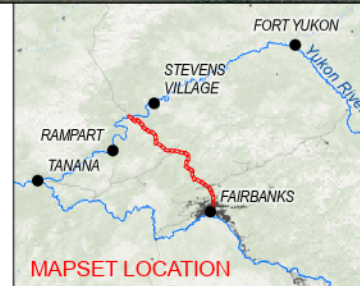 FORT YUKON
Yukon River
STEVENS
VILLAGE
RAMPART
TANANA
FAIRBANKS
MAPSET LOCATION